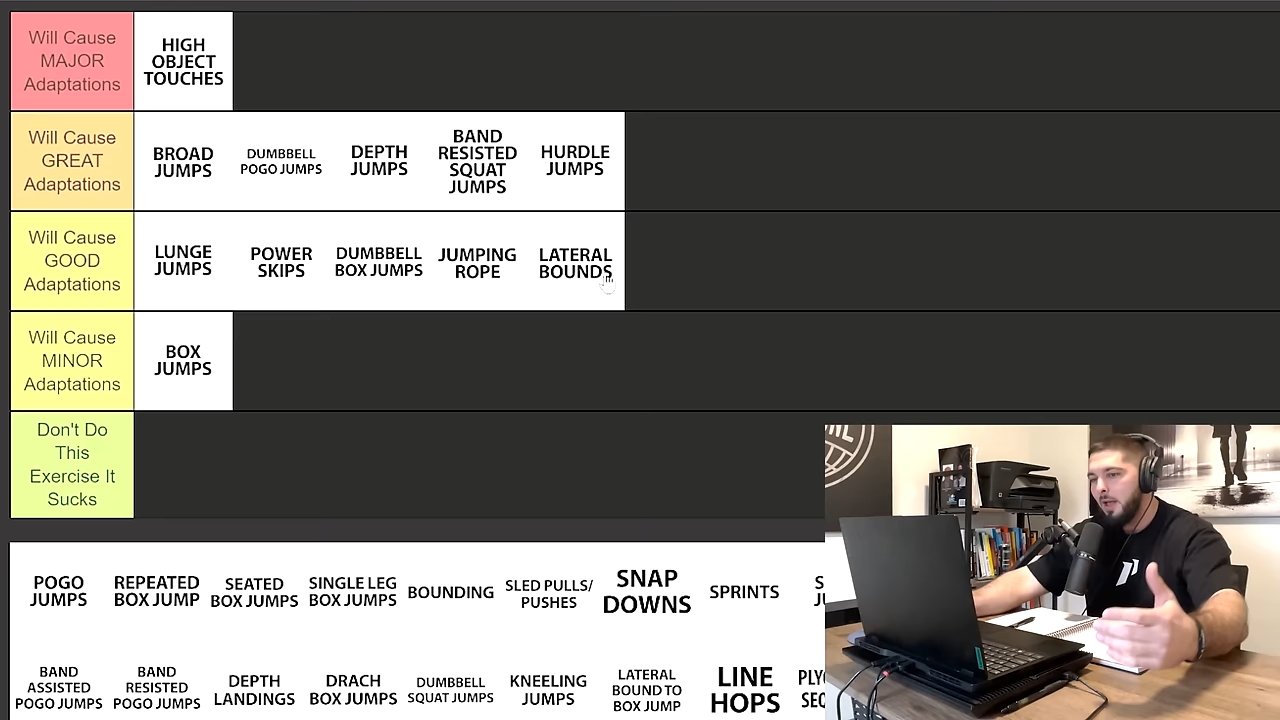 Will Cause
MAJOR
Adaptations
HIGH
OBJECT
TOUCHES
Will Cause
GREAT
Adaptations
BROAD
JUMPS
DUMBBELL
POGO JUMPS
DEPTH
JUMPS
BAND
RESISTED
SQUAT
JUMPS
HURDLE
JUMPS
Will Cause
GOOD
Adaptations
LUNGE
JUMPS
POWER
SKIPS
DUMBBELL
BOX JUMPS
JUMPING
ROPE
LATERAL
BOUNDS
Will Cause
MINOR
Adaptations
BOX
JUMPS
Don't Do
This
Exercise It
Sucks
POGO
JUMPS
REPEATED
BOX JUMP
SEATED
BOX JUMPS
SINGLE LEG
BOX JUMPS
BOUNDING
SLED PULLS/
PUSHES
SNAP
DOWNS
SPRINTS
BAND
ASSISTED
POGO JUMPS
BAND
RESISTED
POGO JUMPS
DEPTH
LANDINGS
DRACH
BOX JUMPS
DUMBBELL
SQUAT JUMPS
KNEELING
JUMPS
LATERAL
BOUND TO
BOX JUMP
LINE
HOPS